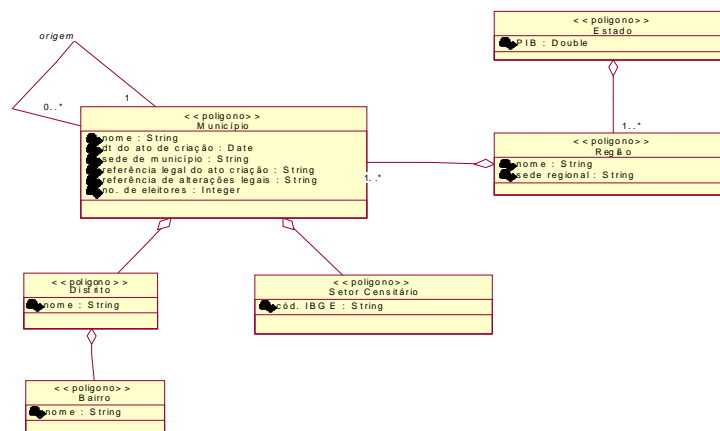 <<poligono>>
Estado
PIB : Double
origem
1
0..*
<<poligono>>
Município
nome : String
dt do ato de criação : Date
sede de município : String
referência legal do ato criação : String
referência de alterações legais : String
no. de eleitores : Integer
1..*
<<poligono>>
Região
nome : String
sede regional : String
1..*
<<poligono>>
Distrito
nome : String
<<poligono>>
Setor Censitário
cód. IBGE : String
<<poligono>>
Bairro
nome : String